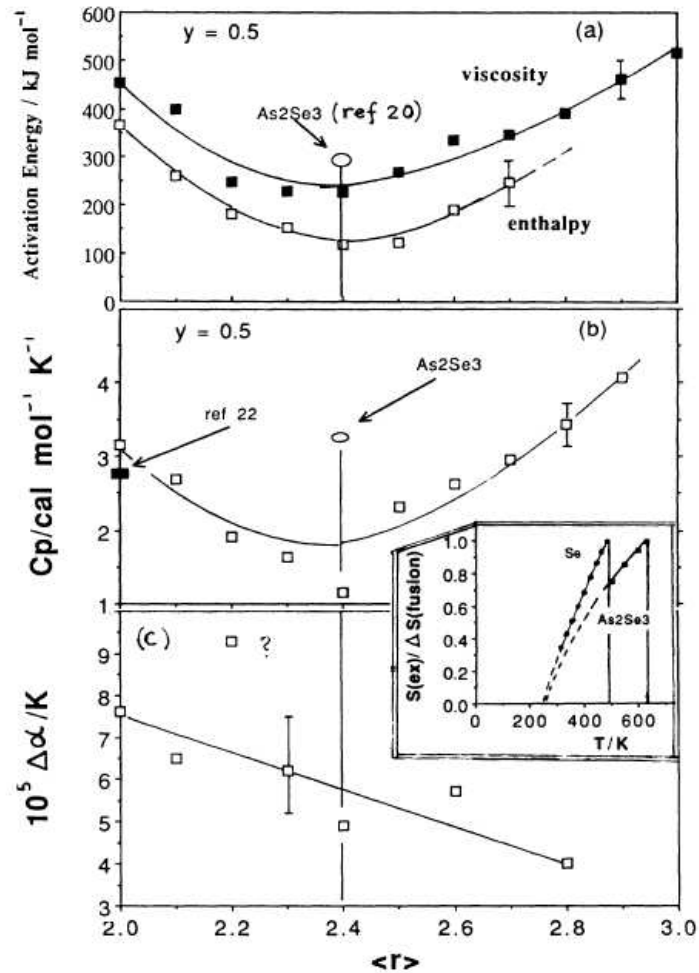 600
y = 0.5
(a)
viscosity
500
As2Se3 (ref 20)
400
300
200
enthalpy
100
0
Activation Energy / kJ mol⁻¹
y = 0.5
(b)
As2Se3
4
ref 22
3
2
1
Cp/cal mol⁻¹ K⁻¹
1.0
Se
0.8
0.6
As2Se3
0.4
0.2
0.0
0 200 400 600
T/K
S(ex)/ΔS(fusion)
(c)
9
?
8
7
6
5
4
3
10⁵ Δα/K
2.0 2.2 2.4 2.6 2.8 3.0
<r>